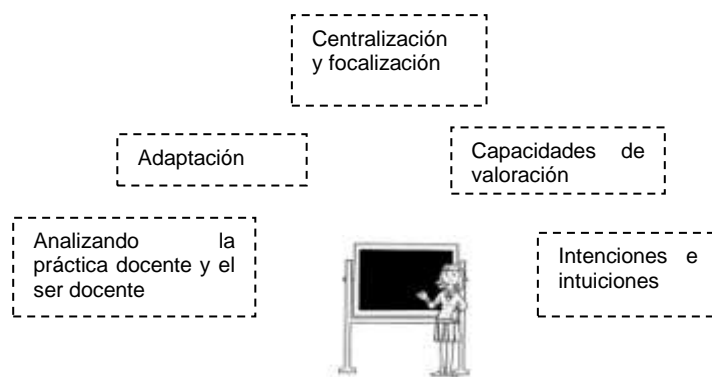 Centralización
y focalización
Adaptación
Capacidades de
valoración
Analizando la
práctica docente y el
ser docente
Intenciones e
intuiciones